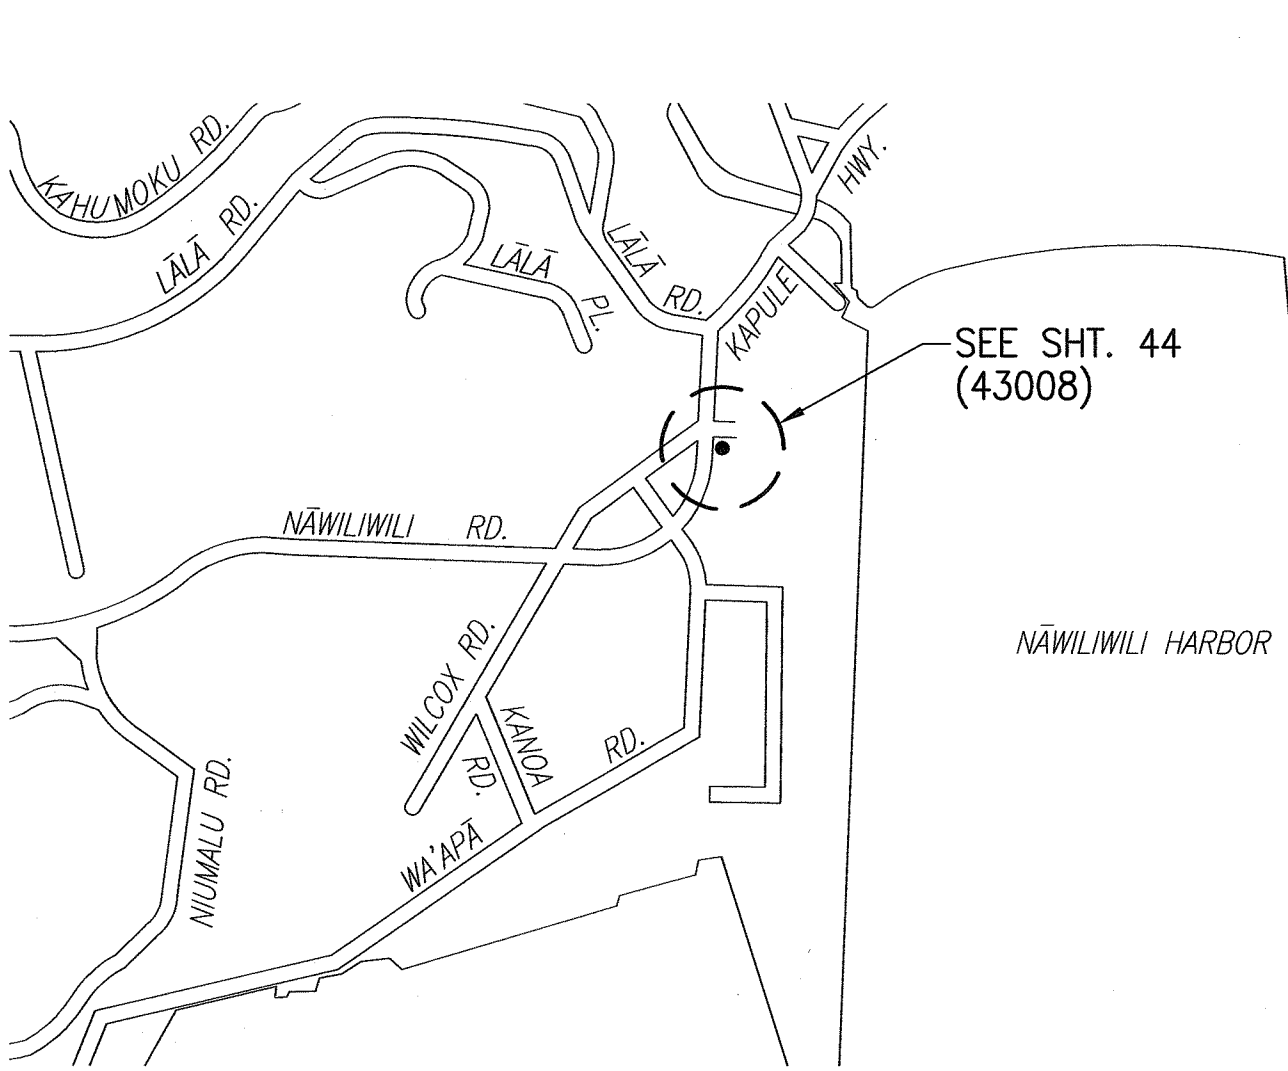 KAHUMOKU RD.
LĀLĀ RD.
LĀLĀ PL.
LĀLĀ RD.
HWY.
KAPULE
SEE SHT. 44
(43008)
NĀWILIWILI RD.
NĀWILIWILI HARBOR
WILCOX RD.
KANOA
RD.
RD.
WA'APĀ
NIUMALU RD.